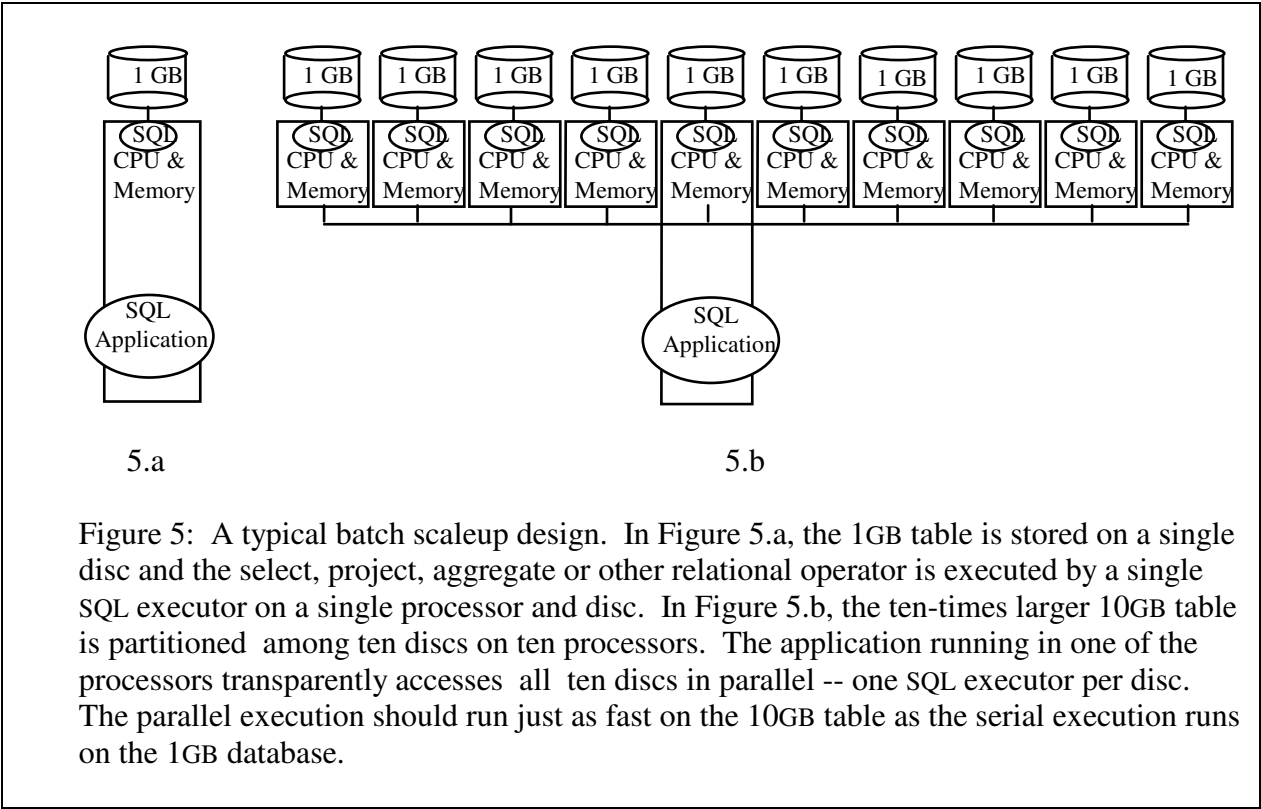 1 GB
1 GB 1 GB 1 GB 1 GB 1 GB 1 GB 1 GB 1 GB 1 GB 1 GB
SQL
CPU &
Memory
SQL SQL SQL SQL SQL SQL SQL SQL SQL SQL
CPU & CPU & CPU & CPU & CPU & CPU & CPU & CPU & CPU & CPU &
Memory Memory Memory Memory Memory Memory Memory Memory Memory Memory
SQL
Application
SQL
Application
5.a
5.b
Figure 5: A typical batch scaleup design. In Figure 5.a, the 1GB table is stored on a single
disc and the select, project, aggregate or other relational operator is executed by a single
SQL executor on a single processor and disc. In Figure 5.b, the ten-times larger 10GB table
is partitioned among ten discs on ten processors. The application running in one of the
processors transparently accesses all ten discs in parallel -- one SQL executor per disc.
The parallel execution should run just as fast on the 10GB table as the serial execution runs
on the 1GB database.